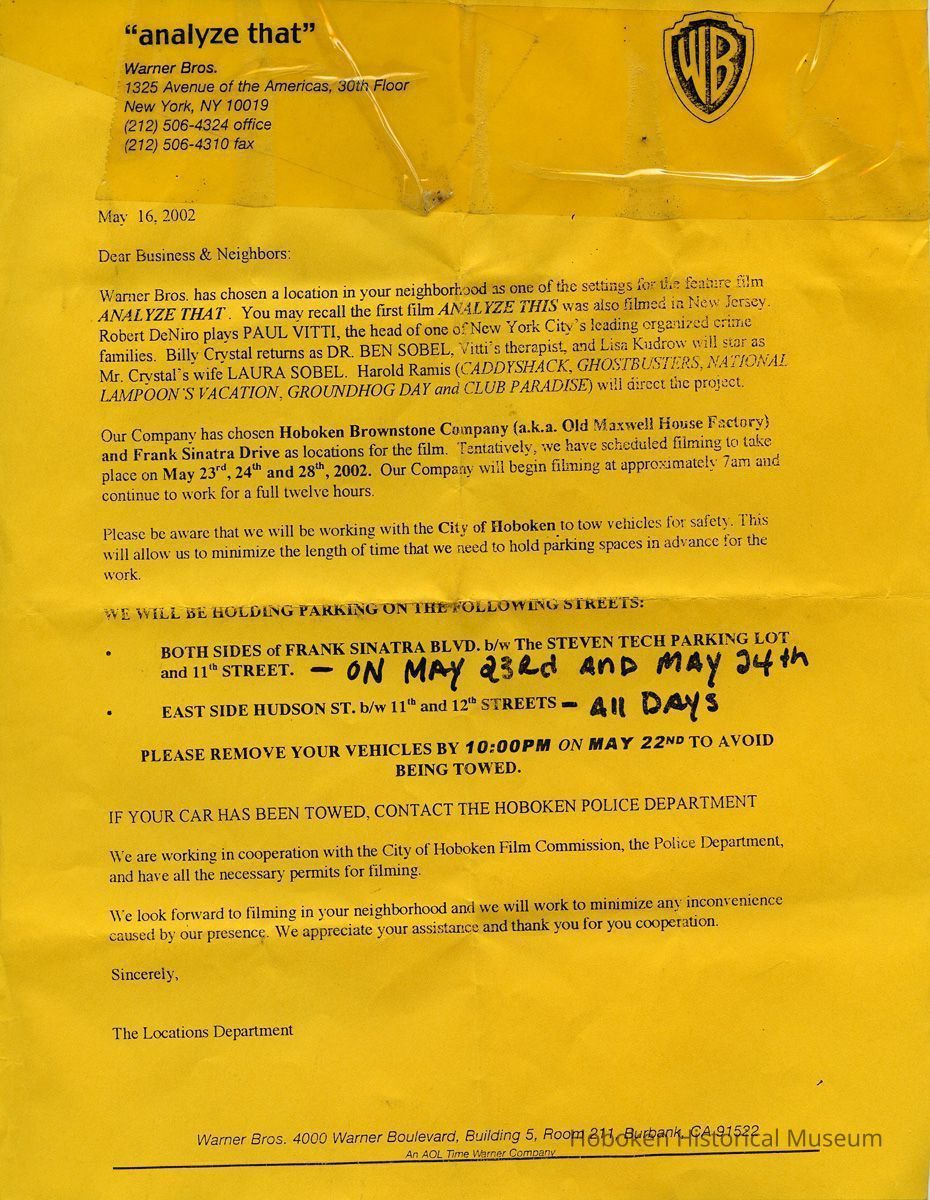 "analyze that"
WB
Warner Bros.
1325 Avenue of the Americas, 30th Floor
New York, NY 10019
(212) 506-4324 office
(212) 506-4310 fax
May 16, 2002
Dear Business & Neighbors:
Warner Bros. has chosen a location in your neighborhood as one of the settings for the feature film
ANALYZE THAT. You may recall the first film ANALYZE THIS was also filmed in New Jersey.
Robert DeNiro plays PAUL VITTI, the head of one of New York City's leading organized crime
families. Billy Crystal returns as DR. BEN SOBEL, Vitti's therapist, and Lisa Kudrow will star as
Mr. Crystal's wife LAURA SOBEL. Harold Ramis (CADDYSHACK, GHOSTBUSTERS, NATIONAL
LAMPOON'S VACATION, GROUNDHOG DAY and CLUB PARADISE) will direct the project.
Our Company has chosen Hoboken Brownstone Company (a.k.a. Old Maxwell House Factory)
and Frank Sinatra Drive as locations for the film. Tentatively, we have scheduled filming to take
place on May 23rd, 24th and 28th, 2002. Our Company will begin filming at approximately 7am and
continue to work for a full twelve hours.
Please be aware that we will be working with the City of Hoboken to tow vehicles for safety. This
will allow us to minimize the length of time that we need to hold parking spaces in advance for the
work.
WE WILL BE HOLDING PARKING ON THE FOLLOWING STREETS:
• BOTH SIDES of FRANK SINATRA BLVD. b/w The STEVEN TECH PARKING LOT
and 11th STREET. – ON MAY 23Rd AND MAY 24th
• EAST SIDE HUDSON ST. b/w 11th and 12th STREETS – All DAYS
PLEASE REMOVE YOUR VEHICLES BY 10:00PM ON MAY 22ND TO AVOID
BEING TOWED.
IF YOUR CAR HAS BEEN TOWED, CONTACT THE HOBOKEN POLICE DEPARTMENT
We are working in cooperation with the City of Hoboken Film Commission, the Police Department,
and have all the necessary permits for filming.
We look forward to filming in your neighborhood and we will work to minimize any inconvenience
caused by our presence. We appreciate your assistance and thank you for you cooperation.
Sincerely,
The Locations Department
Warner Bros. 4000 Warner Boulevard, Building 5, Room 211, Burbank, CA 91522
Hoboken Historical Museum
An AOL Time Warner Company